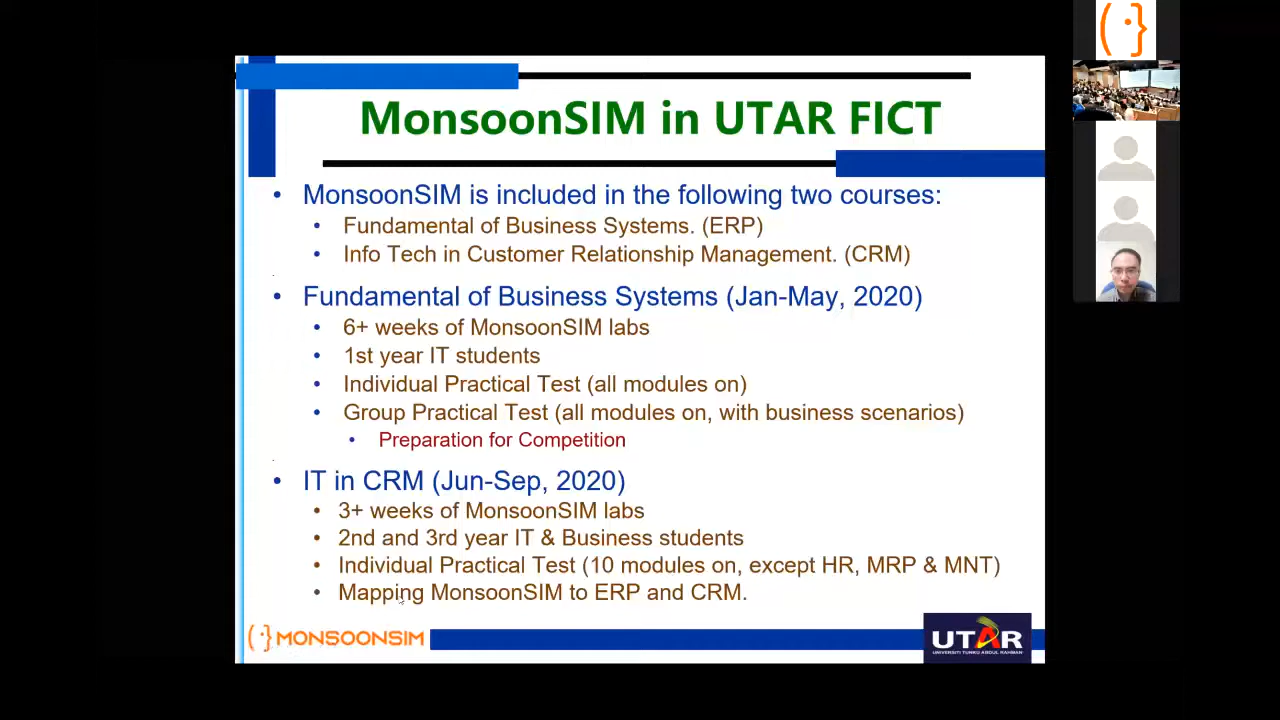 MonsoonSIM in UTAR FICT
• MonsoonSIM is included in the following two courses:
• Fundamental of Business Systems. (ERP)
• Info Tech in Customer Relationship Management. (CRM)
• Fundamental of Business Systems (Jan-May, 2020)
• 6+ weeks of MonsoonSIM labs
• 1st year IT students
• Individual Practical Test (all modules on)
• Group Practical Test (all modules on, with business scenarios)
• Preparation for Competition
• IT in CRM (Jun-Sep, 2020)
• 3+ weeks of MonsoonSIM labs
• 2nd and 3rd year IT & Business students
• Individual Practical Test (10 modules on, except HR, MRP & MNT)
• Mapping MonsoonSIM to ERP and CRM.
MONSOONSIM
UTAR
UNIVERSITI TUNKU ABDUL RAHMAN